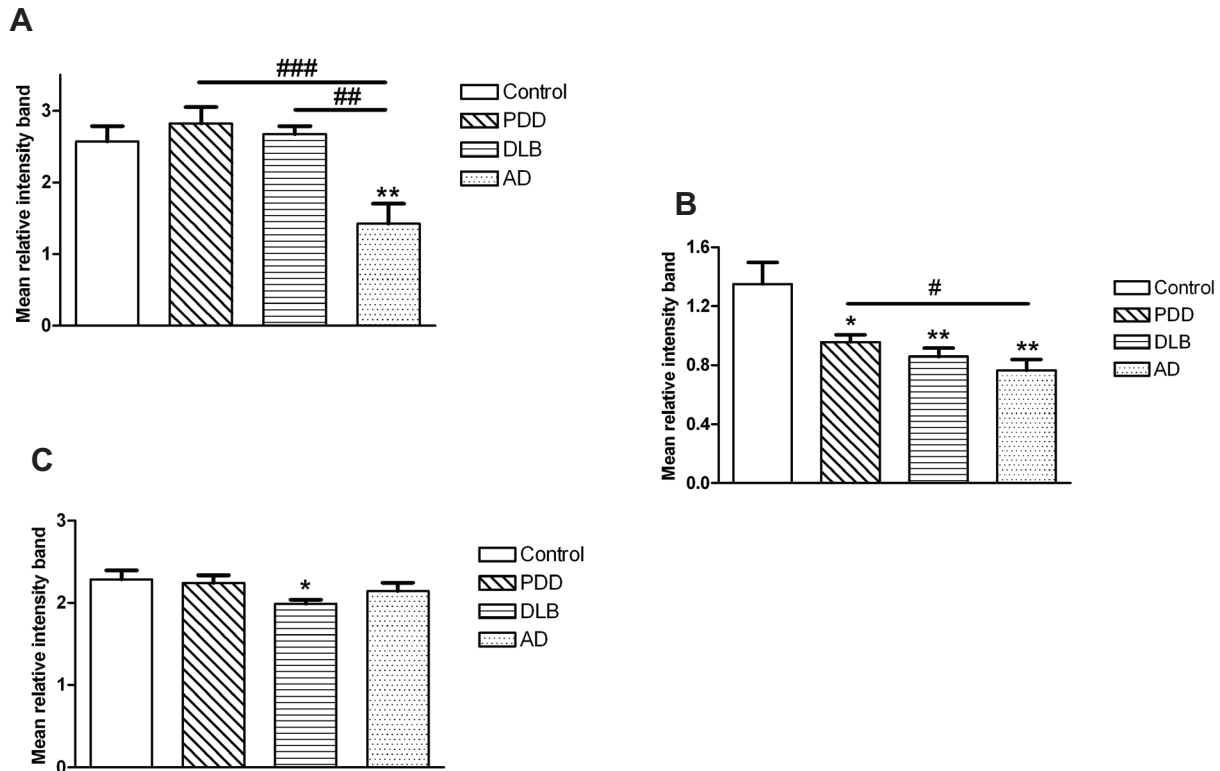 A
###
##
**
3
2
1
0
Mean relative intensity band
Control
PDD
DLB
AD
B
#
*
**
**
1.6
1.2
0.8
0.4
0.0
Mean relative intensity band
Control
PDD
DLB
AD
C
*
3
2
1
0
Mean relative intensity band
Control
PDD
DLB
AD